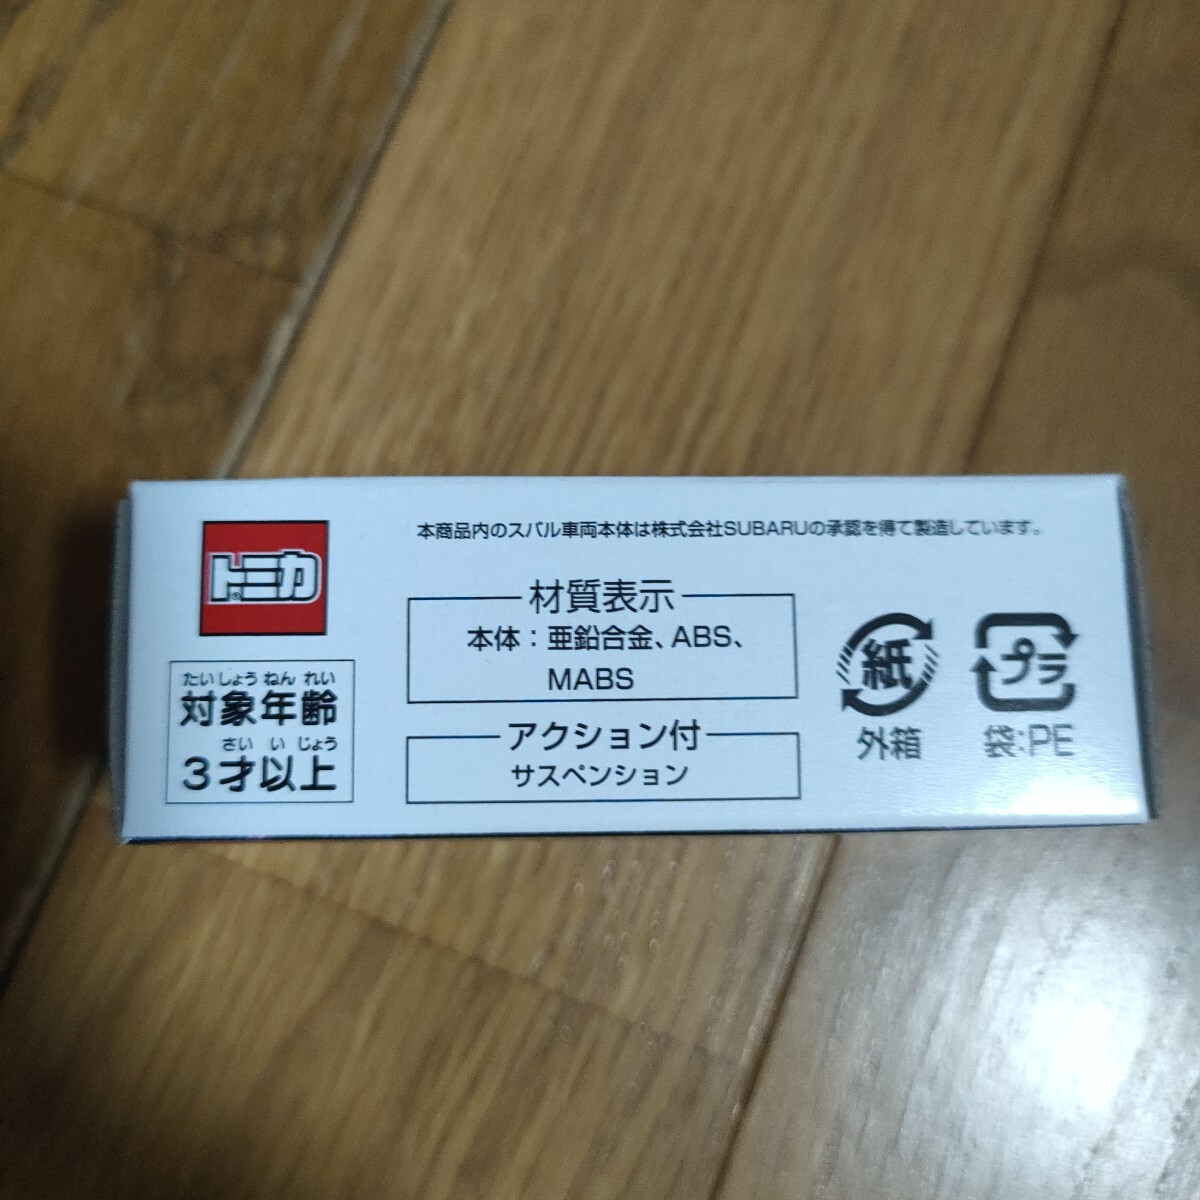 トミカ®
たいしょうねんれい
対象年齢
さいいじょう
3才以上
本商品内のスバル車両本体は株式会社SUBARUの承認を得て製造しています。
材質表示
本体：亜鉛合金、ABS、
MABS
アクション付
サスペンション
紙
外箱
プラ
袋：PE